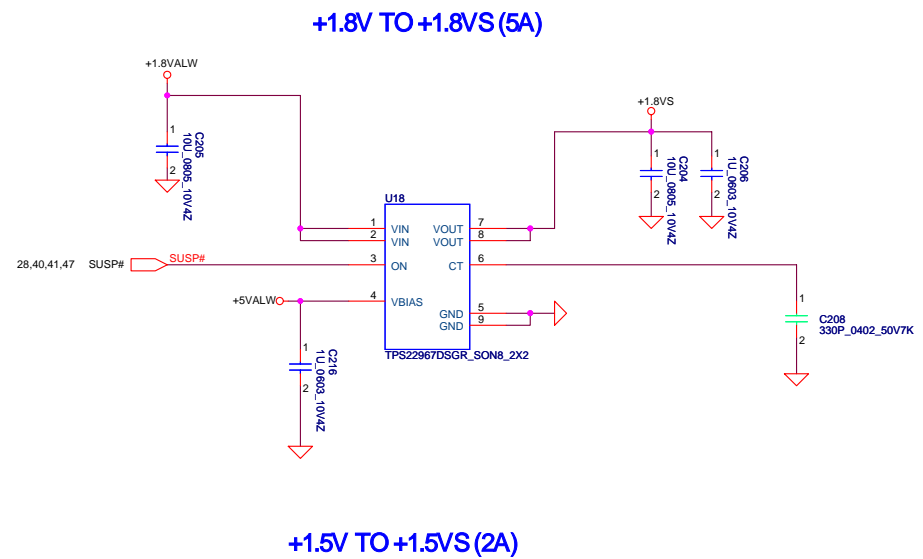 +1.8V TO +1.8VS (5A)
+1.8VALW
1
2
C205
10U_0805_10V4Z
+1.8VS
1
2
C204
10U_0805_10V4Z
1
2
C206
1U_0603_10V4Z
U18
1 VIN VOUT 7
2 VIN VOUT 8
28,40,41,47 SUSP# SUSP# 3 ON CT 6
+5VALW 4 VBIAS
GND 5
GND 9
TPS22967DSGR_SON8_2X2
1
2
C216
1U_0603_10V4Z
1
2
C208
330P_0402_50V7K
+1.5V TO +1.5VS (2A)